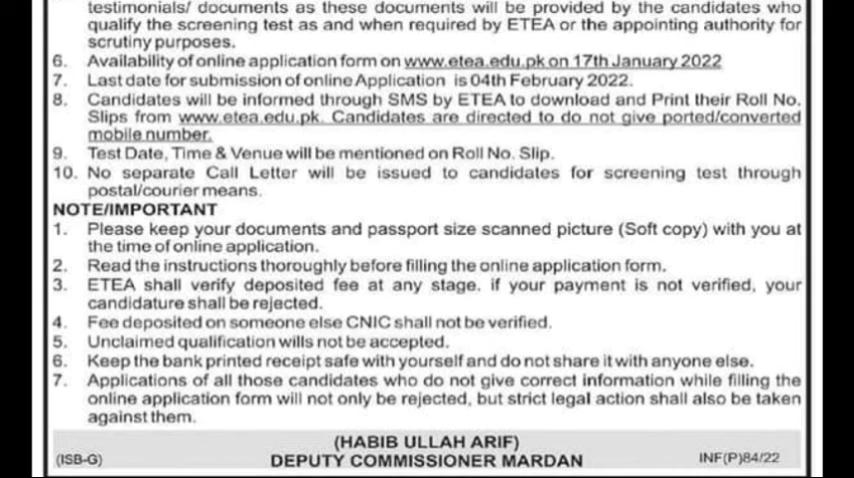 testimonials/ documents as these documents will be provided by the candidates who
qualify the screening test as and when required by ETEA or the appointing authority for
scrutiny purposes.
6. Availability of online application form on www.etea.edu.pk on 17th January 2022
7. Last date for submission of online Application is 04th February 2022.
8. Candidates will be informed through SMS by ETEA to download and Print their Roll No.
Slips from www.etea.edu.pk. Candidates are directed to do not give ported/converted
mobile number.
9. Test Date, Time & Venue will be mentioned on Roll No. Slip.
10. No separate Call Letter will be issued to candidates for screening test through
postal/courier means.
NOTE/IMPORTANT
1. Please keep your documents and passport size scanned picture (Soft copy) with you at
the time of online application.
2. Read the instructions thoroughly before filling the online application form.
3. ETEA shall verify deposited fee at any stage. if your payment is not verified, your
candidature shall be rejected.
4. Fee deposited on someone else CNIC shall not be verified.
5. Unclaimed qualification wills not be accepted.
6. Keep the bank printed receipt safe with yourself and do not share it with anyone else.
7. Applications of all those candidates who do not give correct information while filling the
online application form will not only be rejected, but strict legal action shall also be taken
against them.
(HABIB ULLAH ARIF)
(ISB-G) DEPUTY COMMISSIONER MARDAN INF(P)84/22